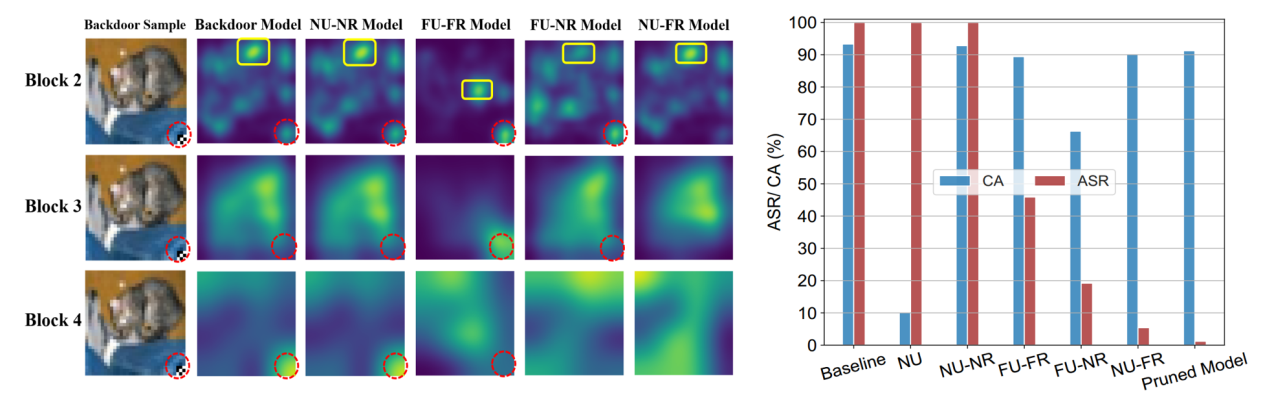 Backdoor Sample Backdoor Model NU-NR Model FU-FR Model FU-NR Model NU-FR Model
Block 2
Block 3
Block 4
100
90
80
70
60
50
40
30
20
10
0
ASR/ CA (%)
CA ASR
Baseline NU NU-NR FU-FR FU-NR NU-FR Pruned Model